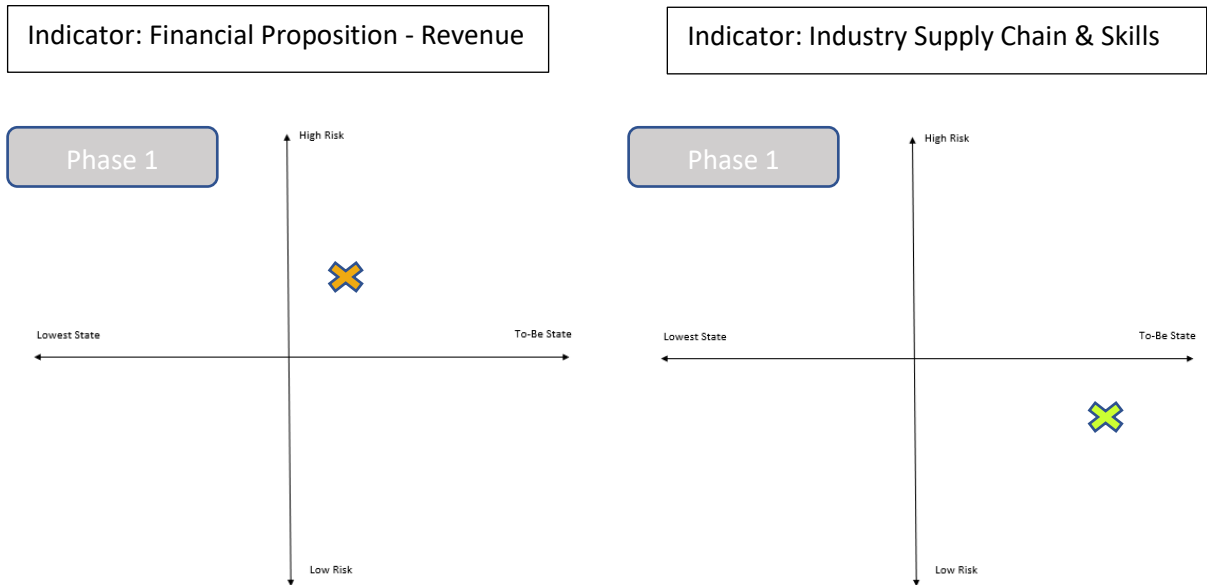 Indicator: Financial Proposition - Revenue
Indicator: Industry Supply Chain & Skills
Phase 1
High Risk
Lowest State
To-Be State
Low Risk
Phase 1
High Risk
Lowest State
To-Be State
Low Risk